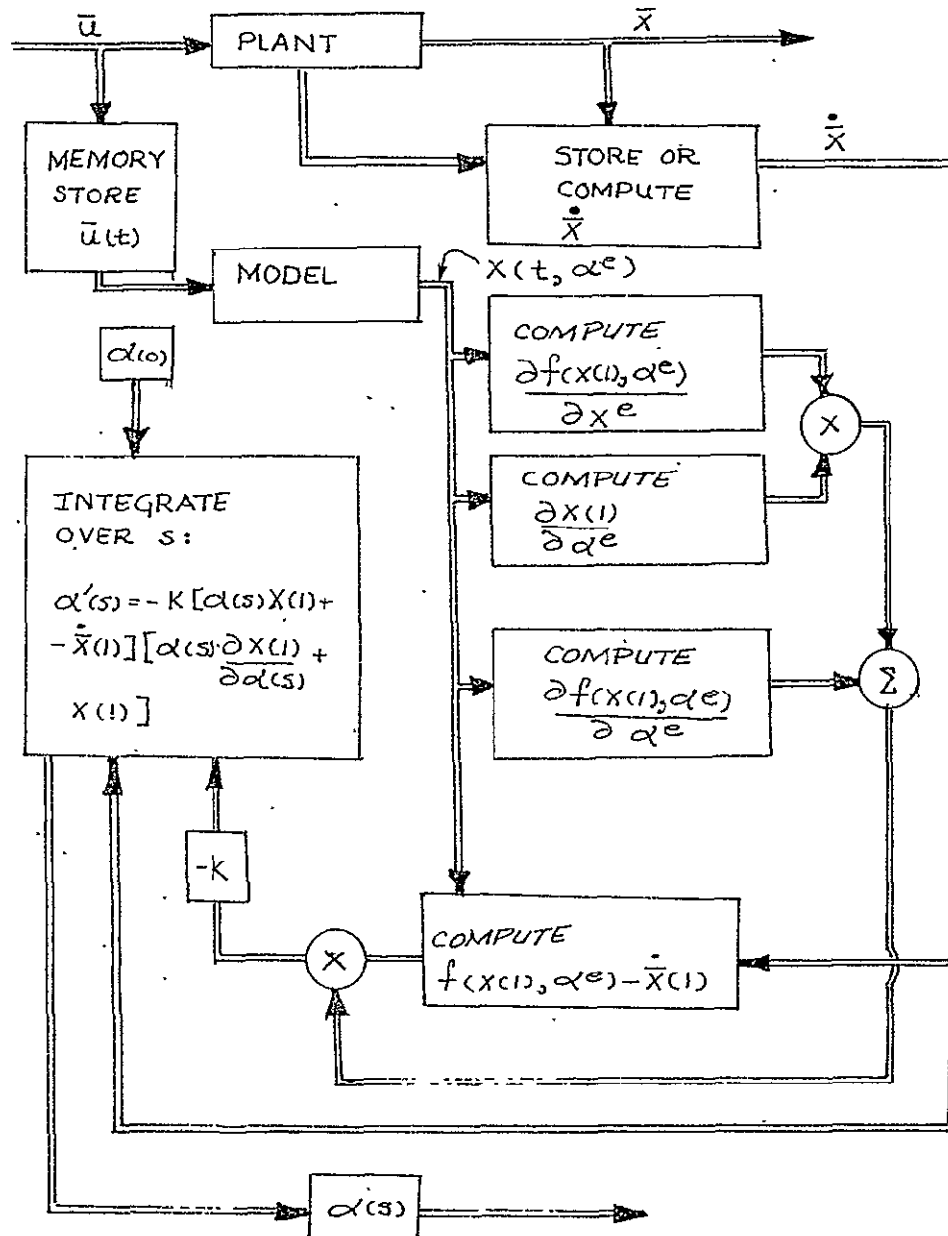 ū
PLANT
x̄
MEMORY
STORE
ū(t)
STORE OR
COMPUTE
x̄̇
x̄̇
MODEL
X(t, αᵉ)
α(0)
COMPUTE
∂f(X(1), αᵉ)
∂Xᵉ
X
COMPUTE
∂X(1)
∂αᵉ
INTEGRATE
OVER S:
α'(s) = -K[α(s)X(1)+
-x̄̇(1)][α(s)·∂X(1)+
∂α(s)
X(!)]
COMPUTE
∂f(X(1), αᵉ)
∂αᵉ
Σ
-K
X
COMPUTE
f(X(1), αᵉ) - x̄̇(1)
α(s)